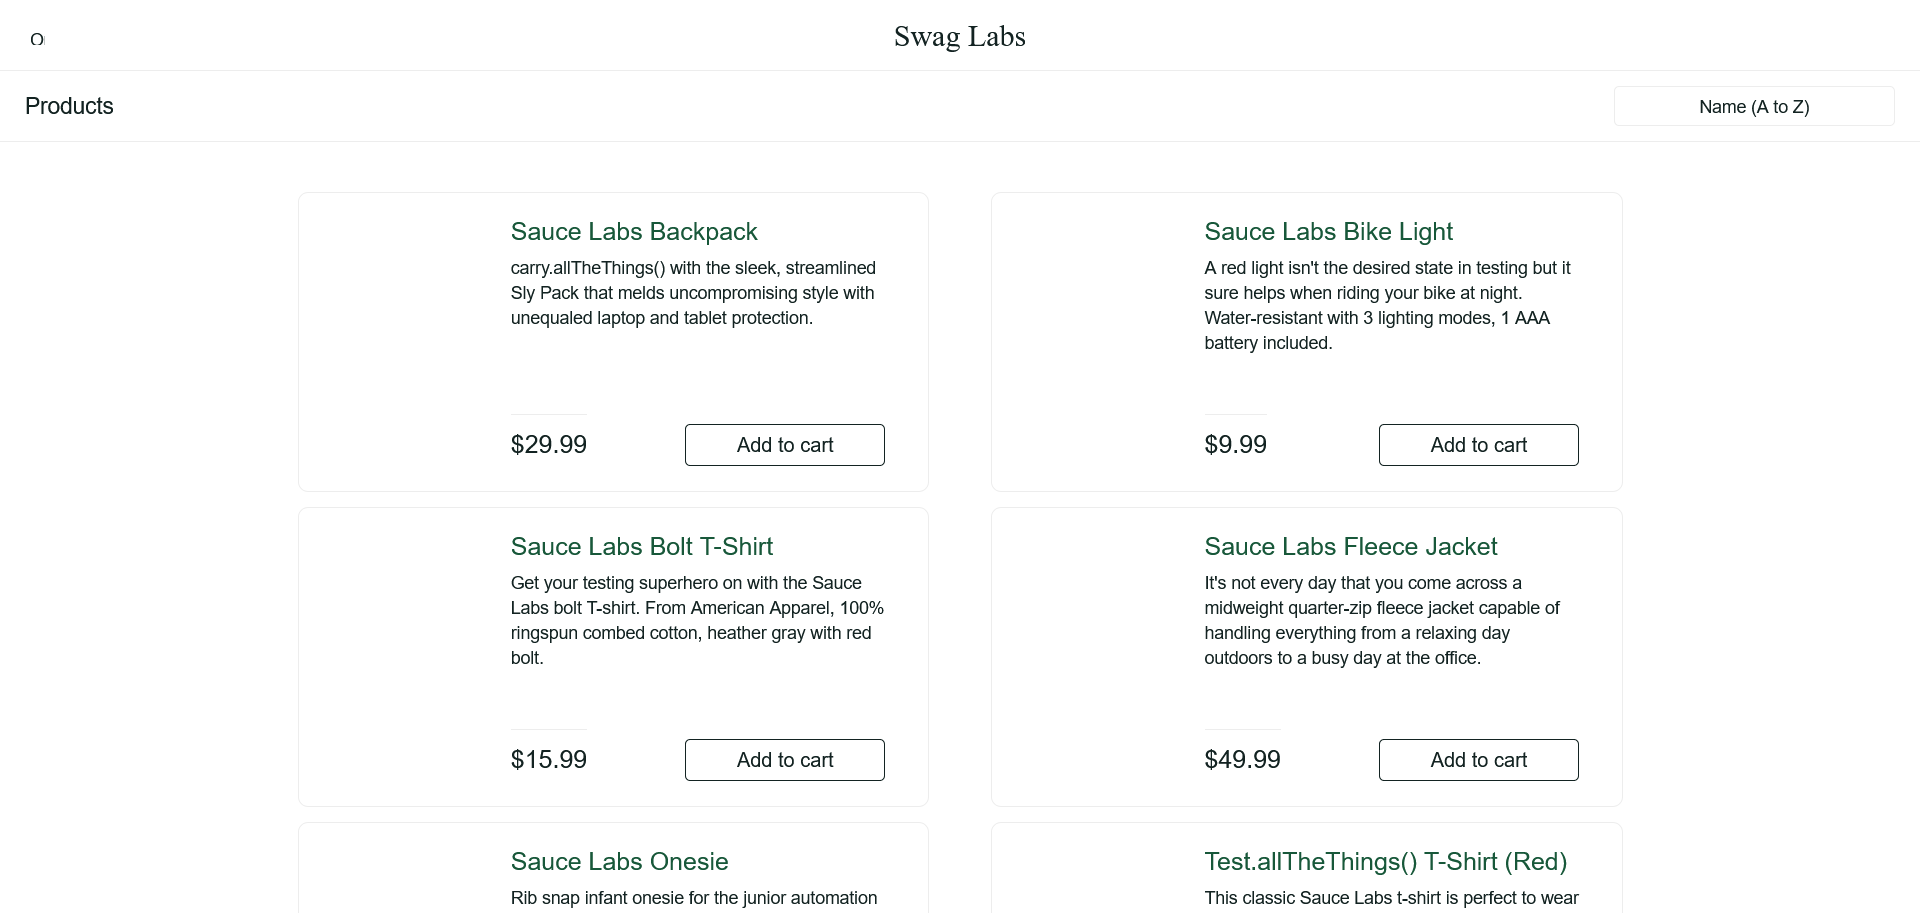 Swag Labs
Products
Name (A to Z)
Sauce Labs Backpack
carry.allTheThings() with the sleek, streamlined
Sly Pack that melds uncompromising style with
unequaled laptop and tablet protection.
$29.99
Add to cart
Sauce Labs Bike Light
A red light isn't the desired state in testing but it
sure helps when riding your bike at night.
Water-resistant with 3 lighting modes, 1 AAA
battery included.
$9.99
Add to cart
Sauce Labs Bolt T-Shirt
Get your testing superhero on with the Sauce
Labs bolt T-shirt. From American Apparel, 100%
ringspun combed cotton, heather gray with red
bolt.
$15.99
Add to cart
Sauce Labs Fleece Jacket
It's not every day that you come across a
midweight quarter-zip fleece jacket capable of
handling everything from a relaxing day
outdoors to a busy day at the office.
$49.99
Add to cart
Sauce Labs Onesie
Rib snap infant onesie for the junior automation
Test.allTheThings() T-Shirt (Red)
This classic Sauce Labs t-shirt is perfect to wear